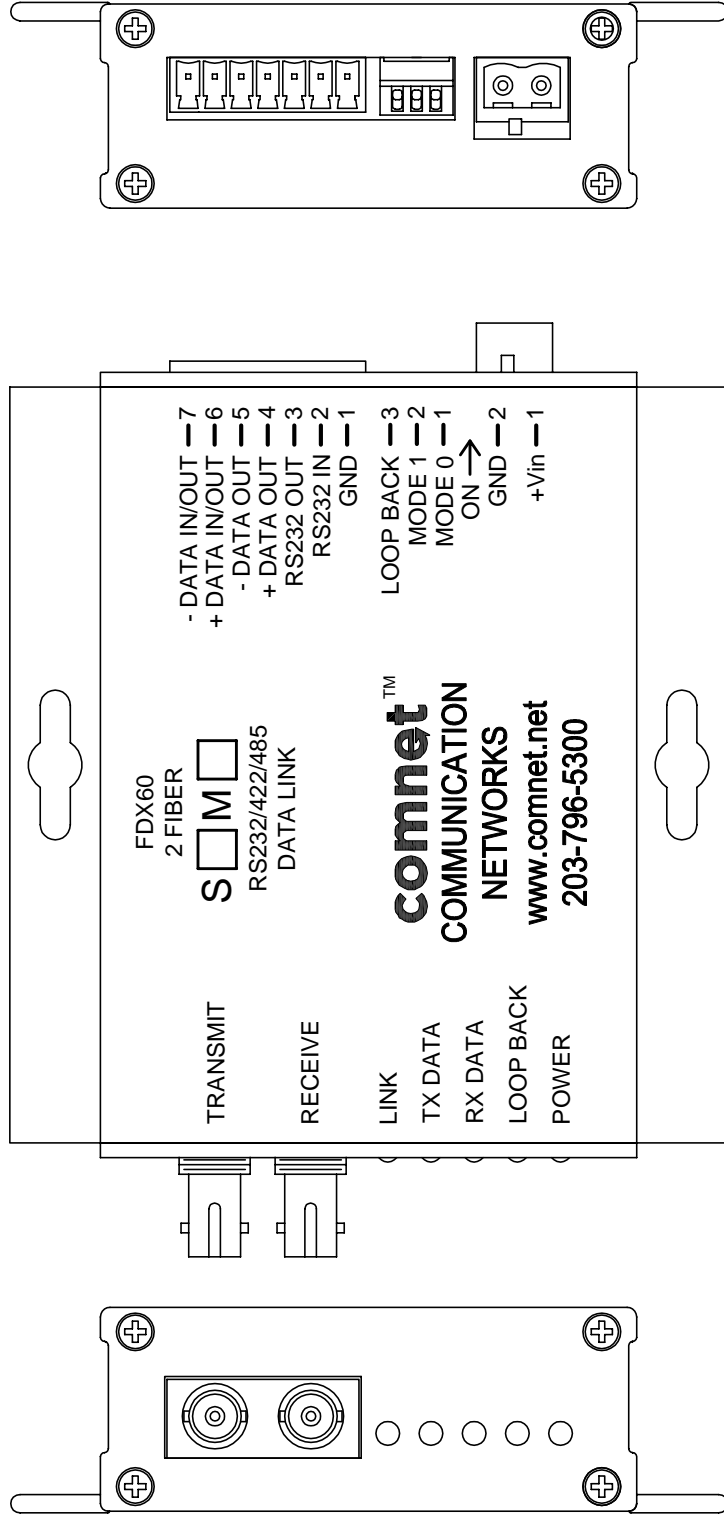 FDX60
2 FIBER
S M
RS232/422/485
DATA LINK
- DATA IN/OUT 7
+ DATA IN/OUT 6
- DATA OUT 5
+ DATA OUT 4
RS232 OUT 3
RS232 IN 2
GND 1
LOOP BACK 3
MODE 1 2
MODE 0 1
ON →
GND 2
+Vin 1
comnet™
COMMUNICATION
NETWORKS
www.comnet.net
203-796-5300
TRANSMIT
RECEIVE
LINK
TX DATA
RX DATA
LOOP BACK
POWER